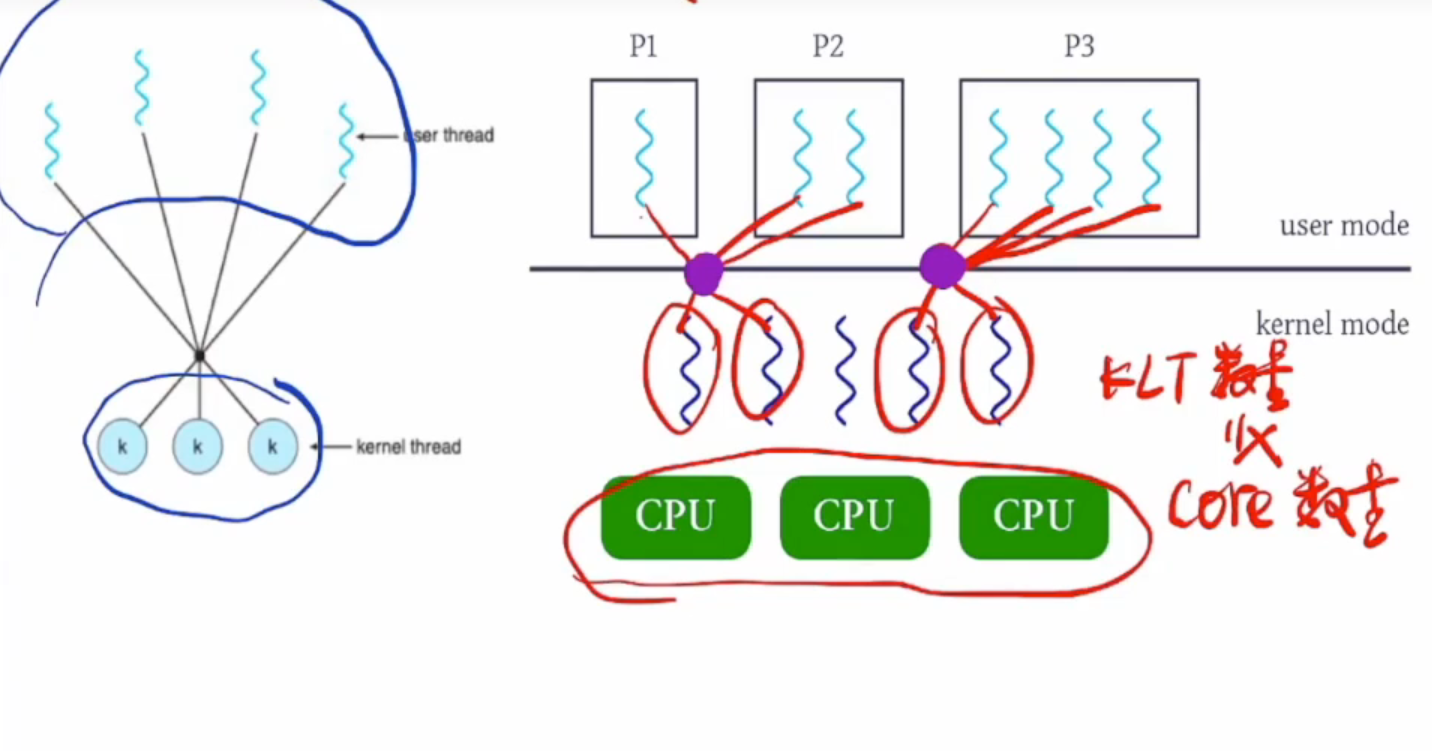 P1 P2 P3
user thread
user mode
kernel mode
KLT 数量
k k k
kernel thread
CPU CPU CPU
Core 数量